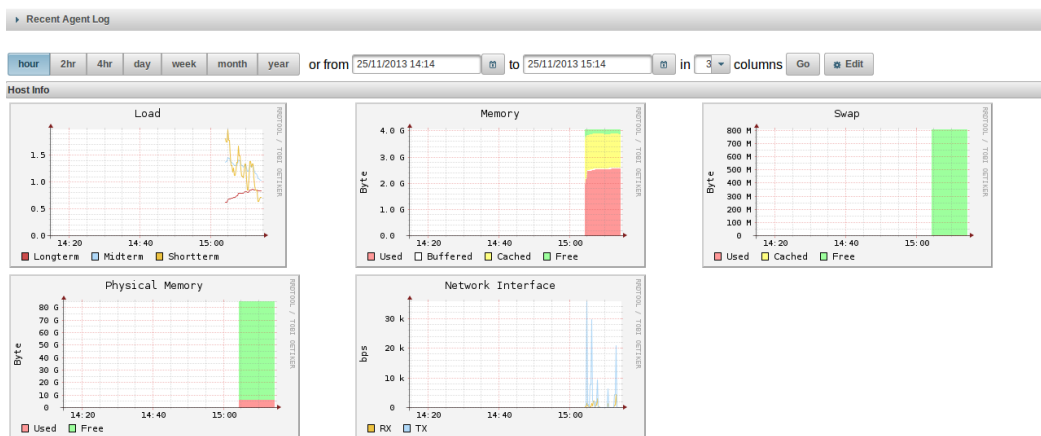 Recent Agent Log
hour 2hr 4hr day week month year or from 25/11/2013 14:14 to 25/11/2013 15:14 in 3 columns Go Edit
Host Info
Load
1.5
1.0
0.5
0.0
14:20 14:40 15:00
Longterm Midterm Shortterm
RRDTOOL / TOBI OETIKER
Memory
Byte
4.0 G
3.0 G
2.0 G
1.0 G
0.0
14:20 14:40 15:00
Used Buffered Cached Free
RRDTOOL / TOBI OETIKER
Swap
Byte
800 M
700 M
600 M
500 M
400 M
300 M
200 M
100 M
0
14:20 14:40 15:00
Used Cached Free
RRDTOOL / TOBI OETIKER
Physical Memory
Byte
80 G
70 G
60 G
50 G
40 G
30 G
20 G
10 G
0
14:20 14:40 15:00
Used Free
RRDTOOL / TOBI OETIKER
Network Interface
bps
30 k
20 k
10 k
0
14:20 14:40 15:00
RX TX
RRDTOOL / TOBI OETIKER